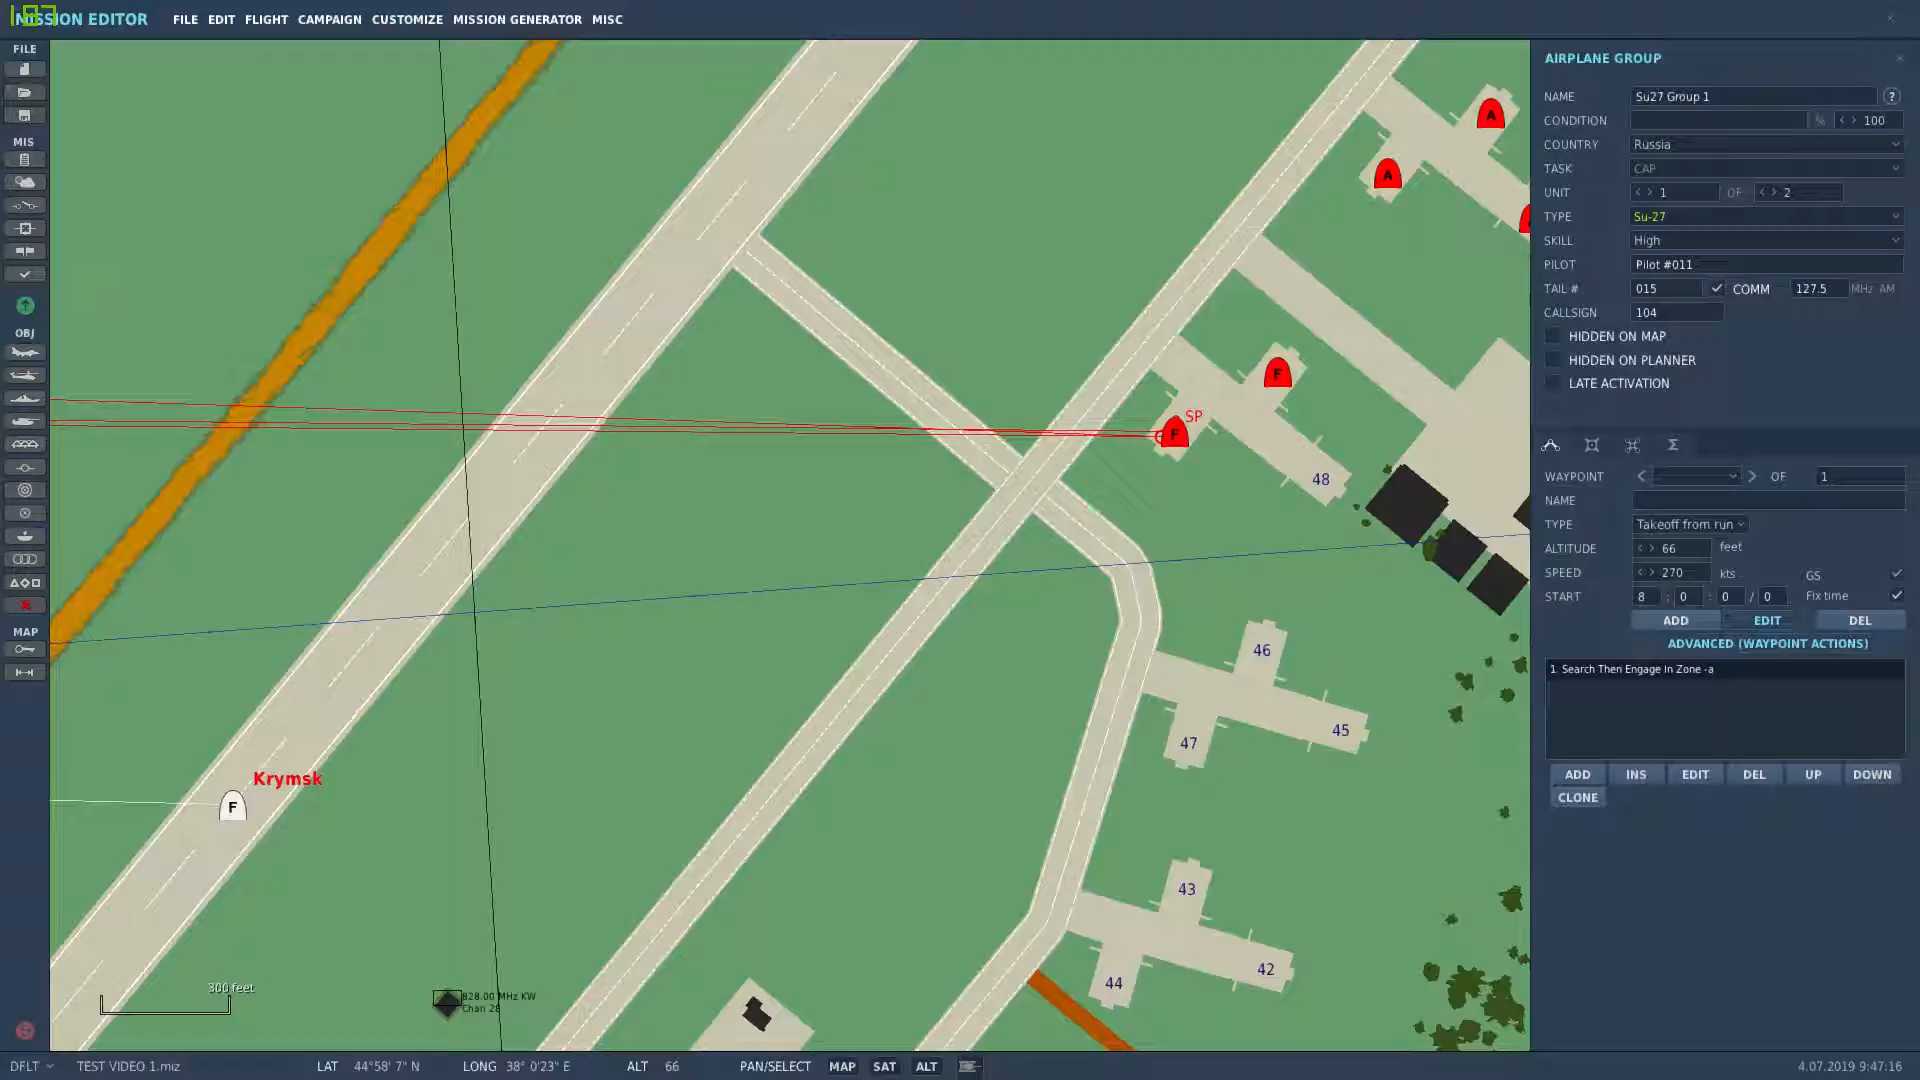 187
MISSION EDITOR FILE EDIT FLIGHT CAMPAIGN CUSTOMIZE MISSION GENERATOR MISC
FILE
MIS
OBJ
MAP
A
A
F
SP
F
48
46
45
47
43
42
44
Krymsk
F
300 feet
828.00 MHz KW
Chan 28
AIRPLANE GROUP
NAME Su27 Group 1 ?
CONDITION % < > 100
COUNTRY Russia
TASK CAP
UNIT < > 1 OF < > 2
TYPE Su-27
SKILL High
PILOT Pilot #011
TAIL # 015 COMM 127.5 MHz AM
CALLSIGN 104
HIDDEN ON MAP
HIDDEN ON PLANNER
LATE ACTIVATION
WAYPOINT < > OF 1
NAME
TYPE Takeoff from run
ALTITUDE < > 66 feet
SPEED < > 270 kts GS
START 8 : 0 : 0 / 0 Fix time
ADD EDIT DEL
ADVANCED (WAYPOINT ACTIONS)
1. Search Then Engage In Zone -a
ADD INS EDIT DEL UP DOWN
CLONE
DFLT TEST VIDEO 1.miz LAT 44°58' 7" N LONG 38° 0'23" E ALT 66 PAN/SELECT MAP SAT ALT 4.07.2019 9:47:16